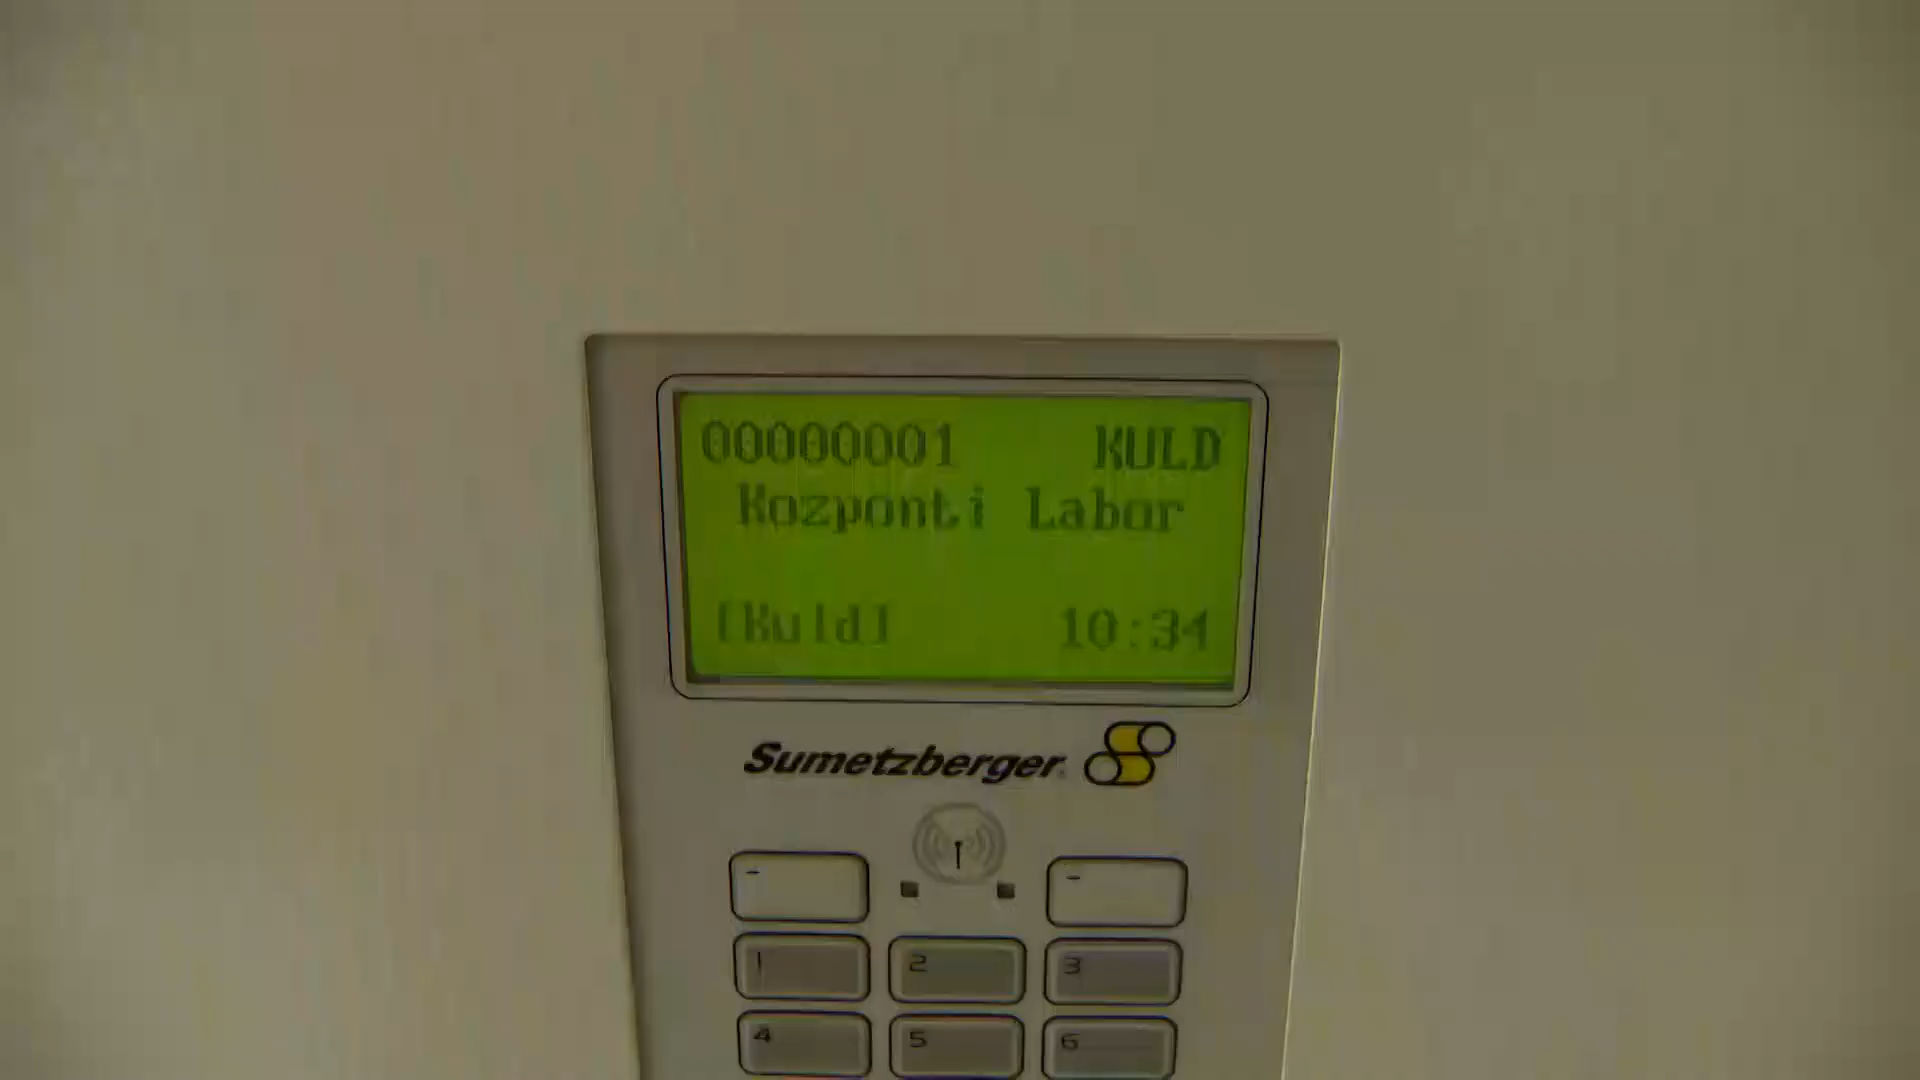 00000001 KULD
Kozponti Labor
[Kuld] 10:34
Sumetzberger
- -
1 2 3
4 5 6